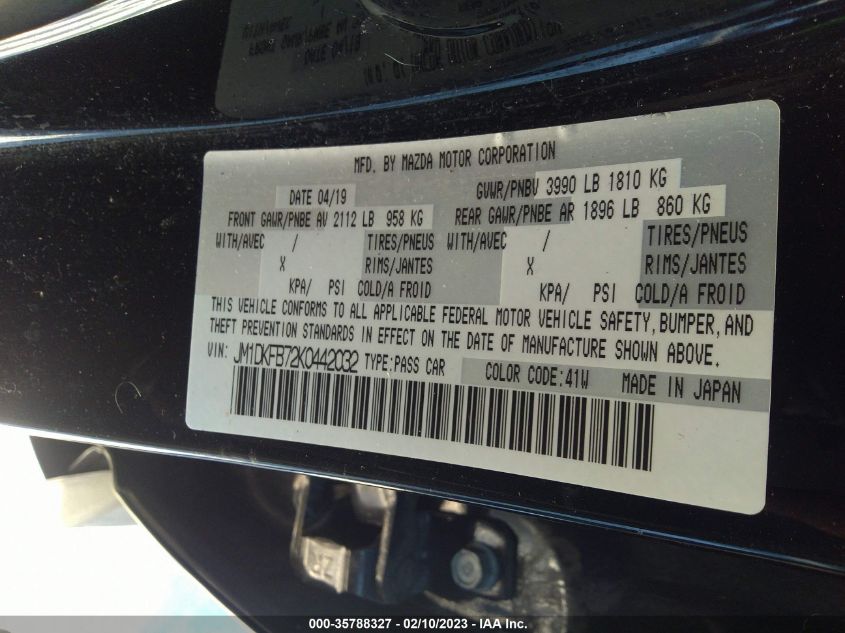 MFD. BY MAZDA MOTOR CORPORATION
DATE 04/19 GVWR/PNBV 3990 LB 1810 KG
FRONT GAWR/PNBE AV 2112 LB 958 KG REAR GAWR/PNBE AR 1896 LB 860 KG
WITH/AVEC / TIRES/PNEUS WITH/AVEC / TIRES/PNEUS
X RIMS/JANTES X RIMS/JANTES
KPA/ PSI COLD/A FROID KPA/ PSI COLD/A FROID
THIS VEHICLE CONFORMS TO ALL APPLICABLE FEDERAL MOTOR VEHICLE SAFETY, BUMPER, AND
THEFT PREVENTION STANDARDS IN EFFECT ON THE DATE OF MANUFACTURE SHOWN ABOVE.
VIN: JM1DKFB72K0442032 TYPE:PASS CAR COLOR CODE:41W MADE IN JAPAN
000-35788327 - 02/10/2023 - IAA Inc.